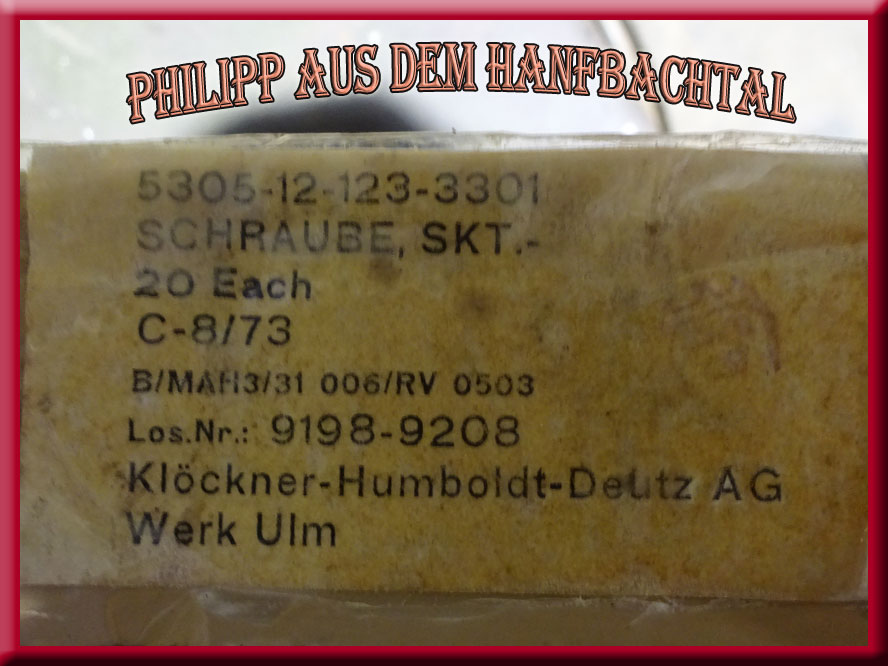 PHILIPP AUS DEM HANFBACHTAL
5305-12-123-3301
SCHRAUBE, SKT.-
20 Each
C-8/73
B/MAH3/31 006/RV 0503
Los.Nr.: 9198-9208
Klöckner-Humboldt-Deutz AG
Werk Ulm